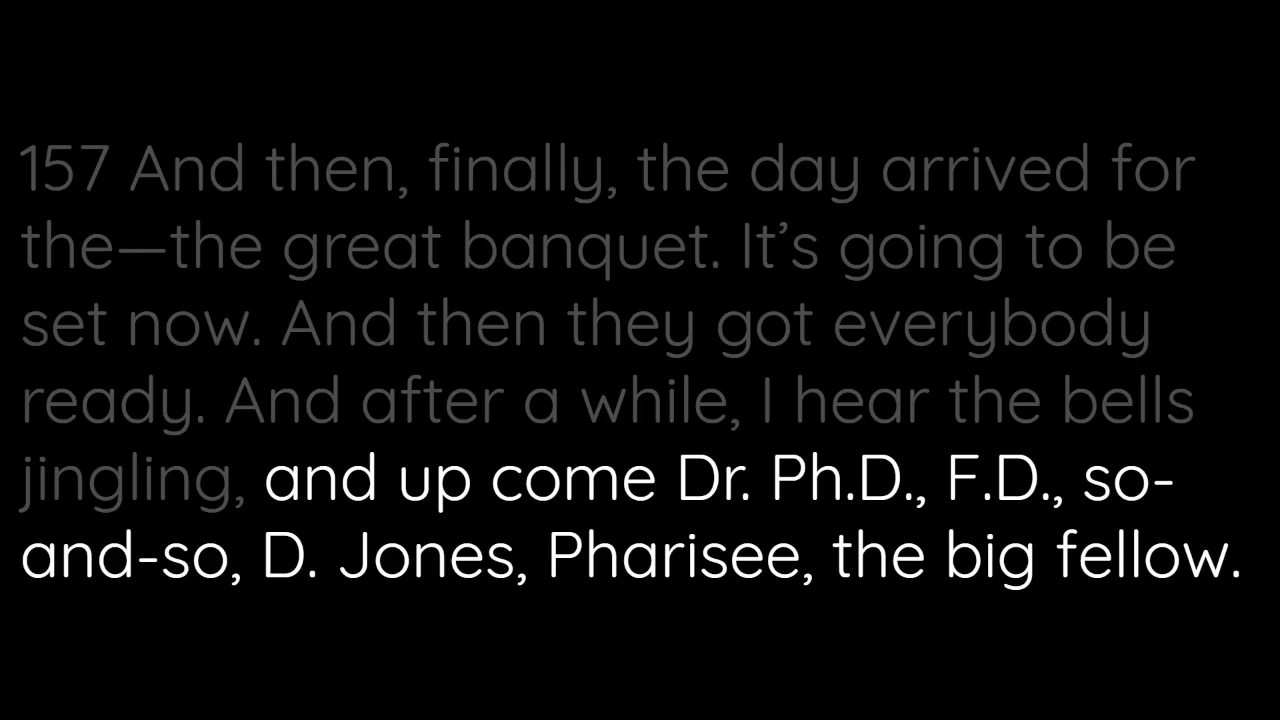 157 And then, finally, the day arrived for
the—the great banquet. It’s going to be
set now. And then they got everybody
ready. And after a while, I hear the bells
jingling, and up come Dr. Ph.D., F.D., so-
and-so, D. Jones, Pharisee, the big fellow.